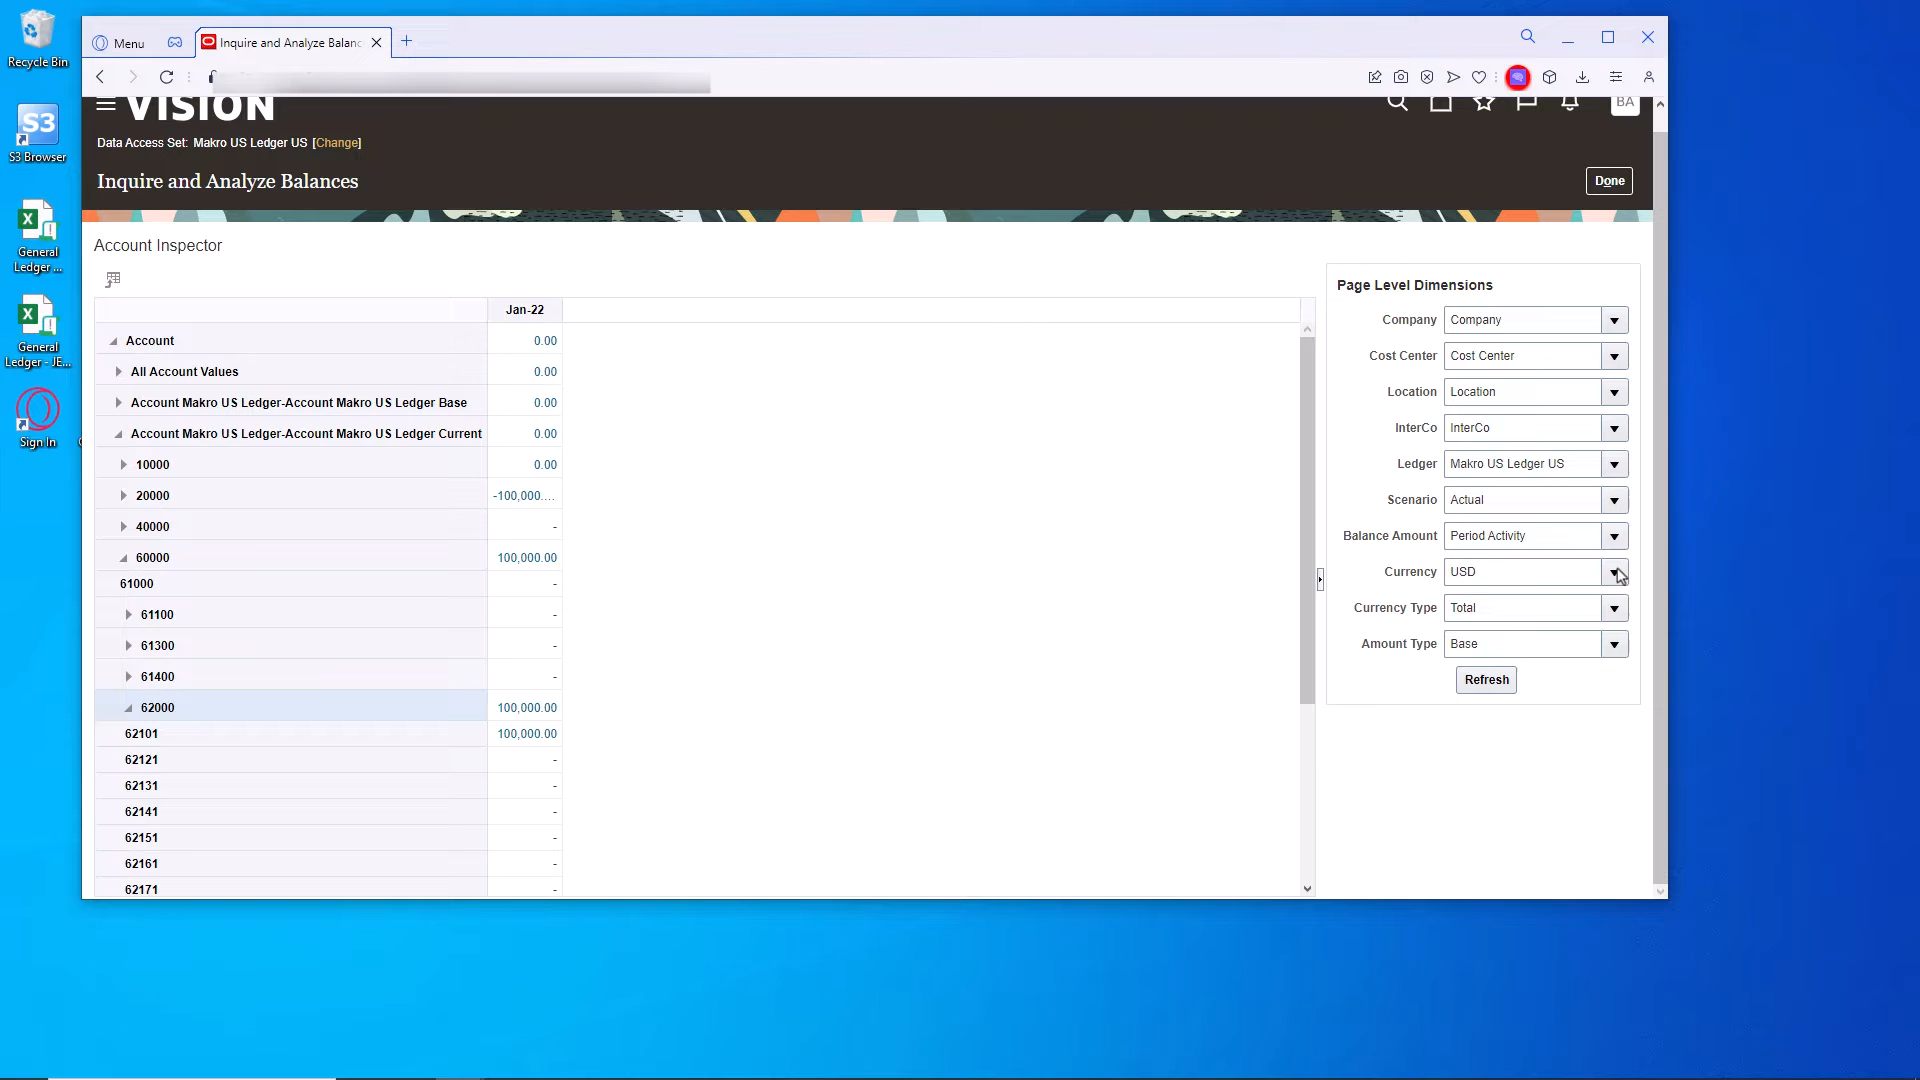 Recycle Bin
S3 Browser
General
Ledger ...
General
Ledger - JE...
Sign In
Menu
Inquire and Analyze Balanc
VISION
BA
Data Access Set: Makro US Ledger US [Change]
Inquire and Analyze Balances
Done
Account Inspector
Jan-22
Account 0.00
All Account Values 0.00
Account Makro US Ledger-Account Makro US Ledger Base 0.00
Account Makro US Ledger-Account Makro US Ledger Current 0.00
10000 0.00
20000 -100,000....
40000 -
60000 100,000.00
61000 -
61100 -
61300 -
61400 -
62000 100,000.00
62101 100,000.00
62121 -
62131 -
62141 -
62151 -
62161 -
62171 -
Page Level Dimensions
Company Company
Cost Center Cost Center
Location Location
InterCo InterCo
Ledger Makro US Ledger US
Scenario Actual
Balance Amount Period Activity
Currency USD
Currency Type Total
Amount Type Base
Refresh